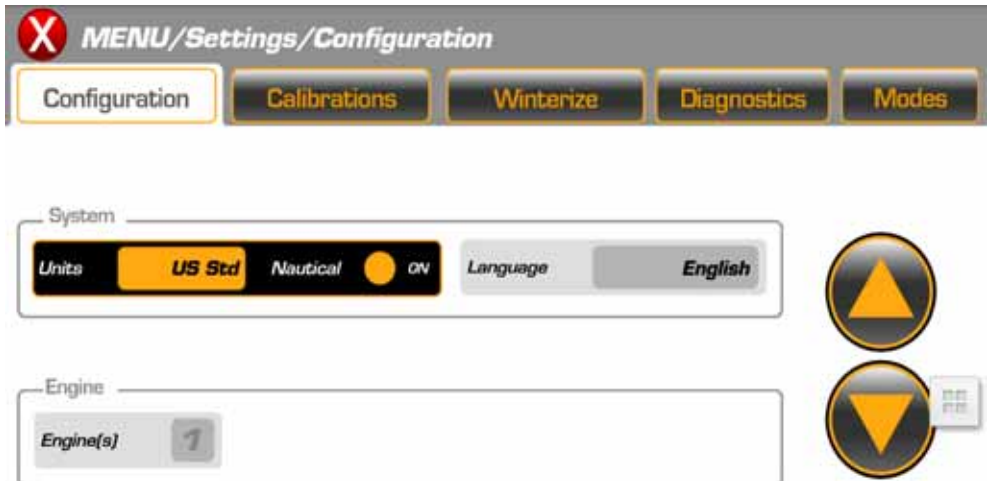 X MENU/Settings/Configuration
Configuration Calibrations Winterize Diagnostics Modes
System
Units US Std Nautical ON Language English
Engine
Engine(s) 1